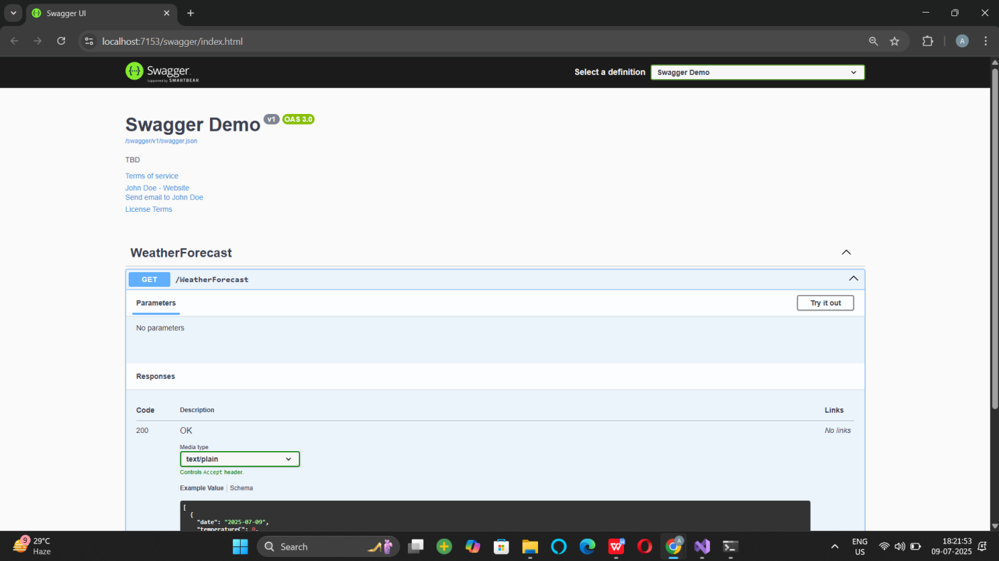 Swagger UI
localhost:7153/swagger/index.html
A
{...} Swagger.
Supported by SMARTBEAR
Select a definition
Swagger Demo
Swagger Demo v1 OAS 3.0
/swagger/v1/swagger.json
TBD
Terms of service
John Doe - Website
Send email to John Doe
License Terms
WeatherForecast
GET /WeatherForecast
Parameters
Try it out
No parameters
Responses
Code Description Links
200 OK No links
Media type
text/plain
Controls Accept header.
Example Value Schema
[
{
"date": "2025-07-09",
"temperatureC": 0,
9 29°C
Haze
Search
A
ENG
US
18:21:53
09-07-2025